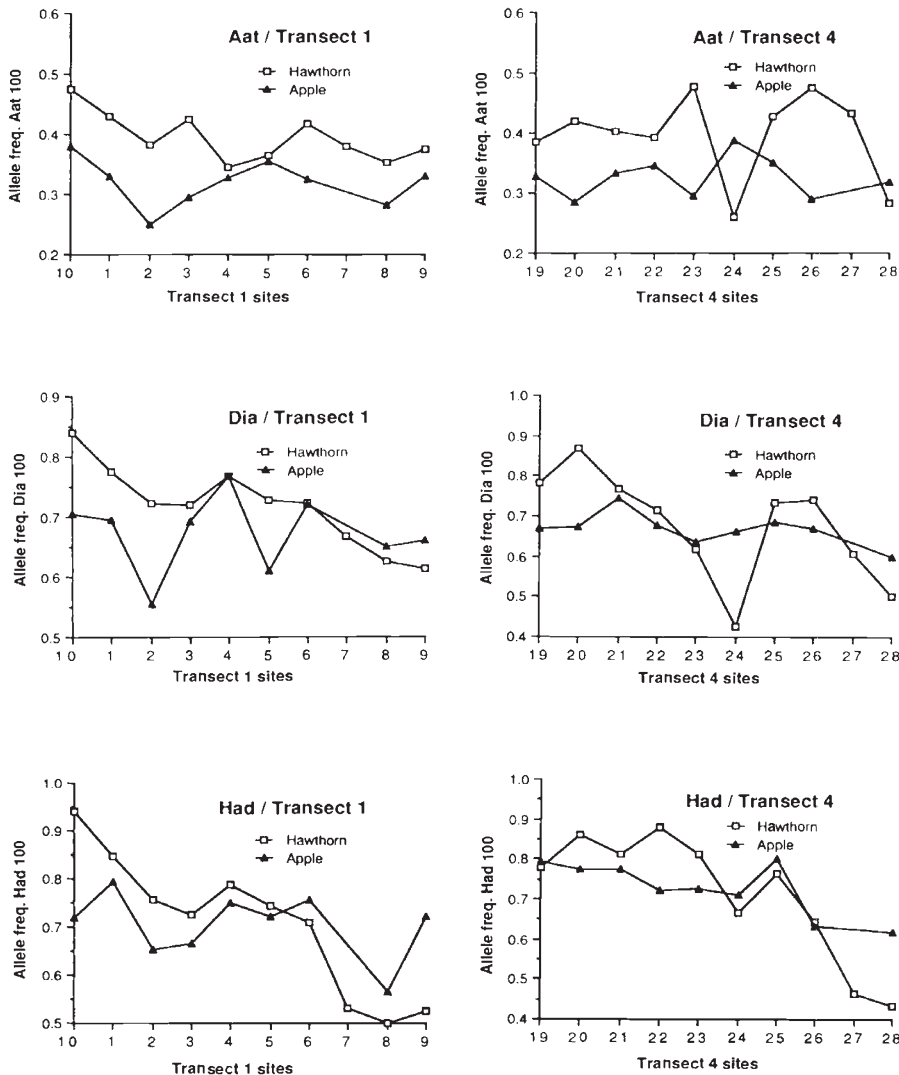 Aat / Transect 1
Hawthorn
Apple
Allele freq. Aat 100
0.6
0.5
0.4
0.3
0.2
10 1 2 3 4 5 6 7 8 9
Transect 1 sites
Aat / Transect 4
Hawthorn
Apple
Allele freq. Aat 100
0.6
0.5
0.4
0.3
0.2
19 20 21 22 23 24 25 26 27 28
Transect 4 sites
Dia / Transect 1
Hawthorn
Apple
Allele freq. Dia 100
0.9
0.8
0.7
0.6
0.5
10 1 2 3 4 5 6 7 8 9
Transect 1 sites
Dia / Transect 4
Hawthorn
Apple
Allele freq. Dia 100
1.0
0.9
0.8
0.7
0.6
0.5
0.4
19 20 21 22 23 24 25 26 27 28
Transect 4 sites
Had / Transect 1
Hawthorn
Apple
Allele freq. Had 100
1.0
0.9
0.8
0.7
0.6
0.5
10 1 2 3 4 5 6 7 8 9
Transect 1 sites
Had / Transect 4
Hawthorn
Apple
Allele freq. Had 100
1.0
0.9
0.8
0.7
0.6
0.5
0.4
19 20 21 22 23 24 25 26 27 28
Transect 4 sites